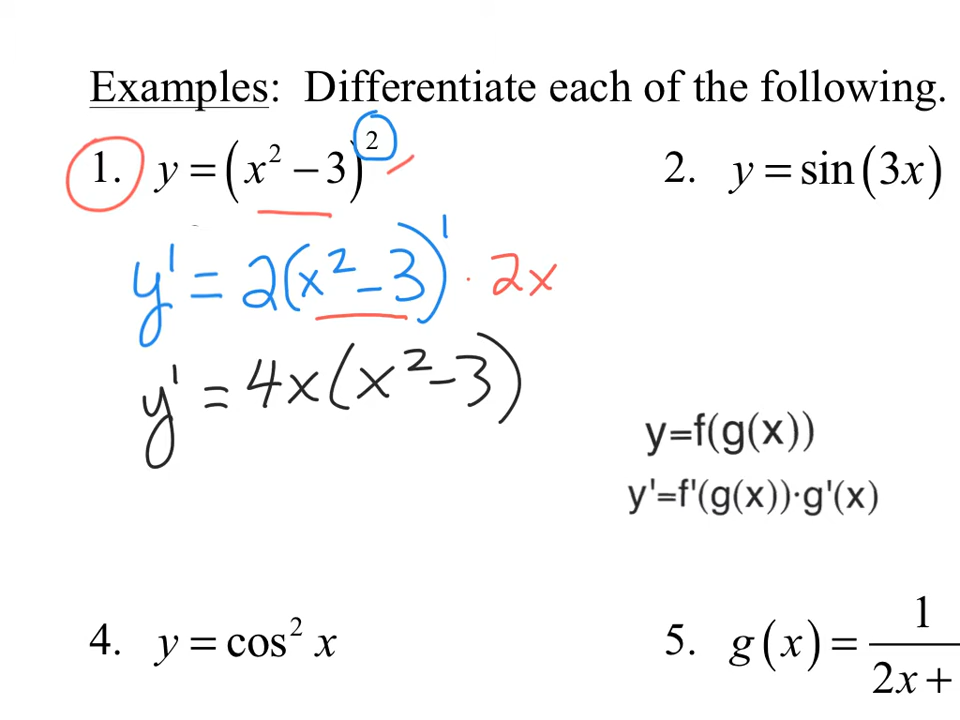 Examples: Differentiate each of the following.
1. y = (x² − 3)²
2. y = sin(3x)
y' = 2(x² − 3)¹ · 2x
y' = 4x(x² − 3)
y=f(g(x))
y'=f'(g(x))·g'(x)
4. y = cos² x
5. g(x) = 1
2x +